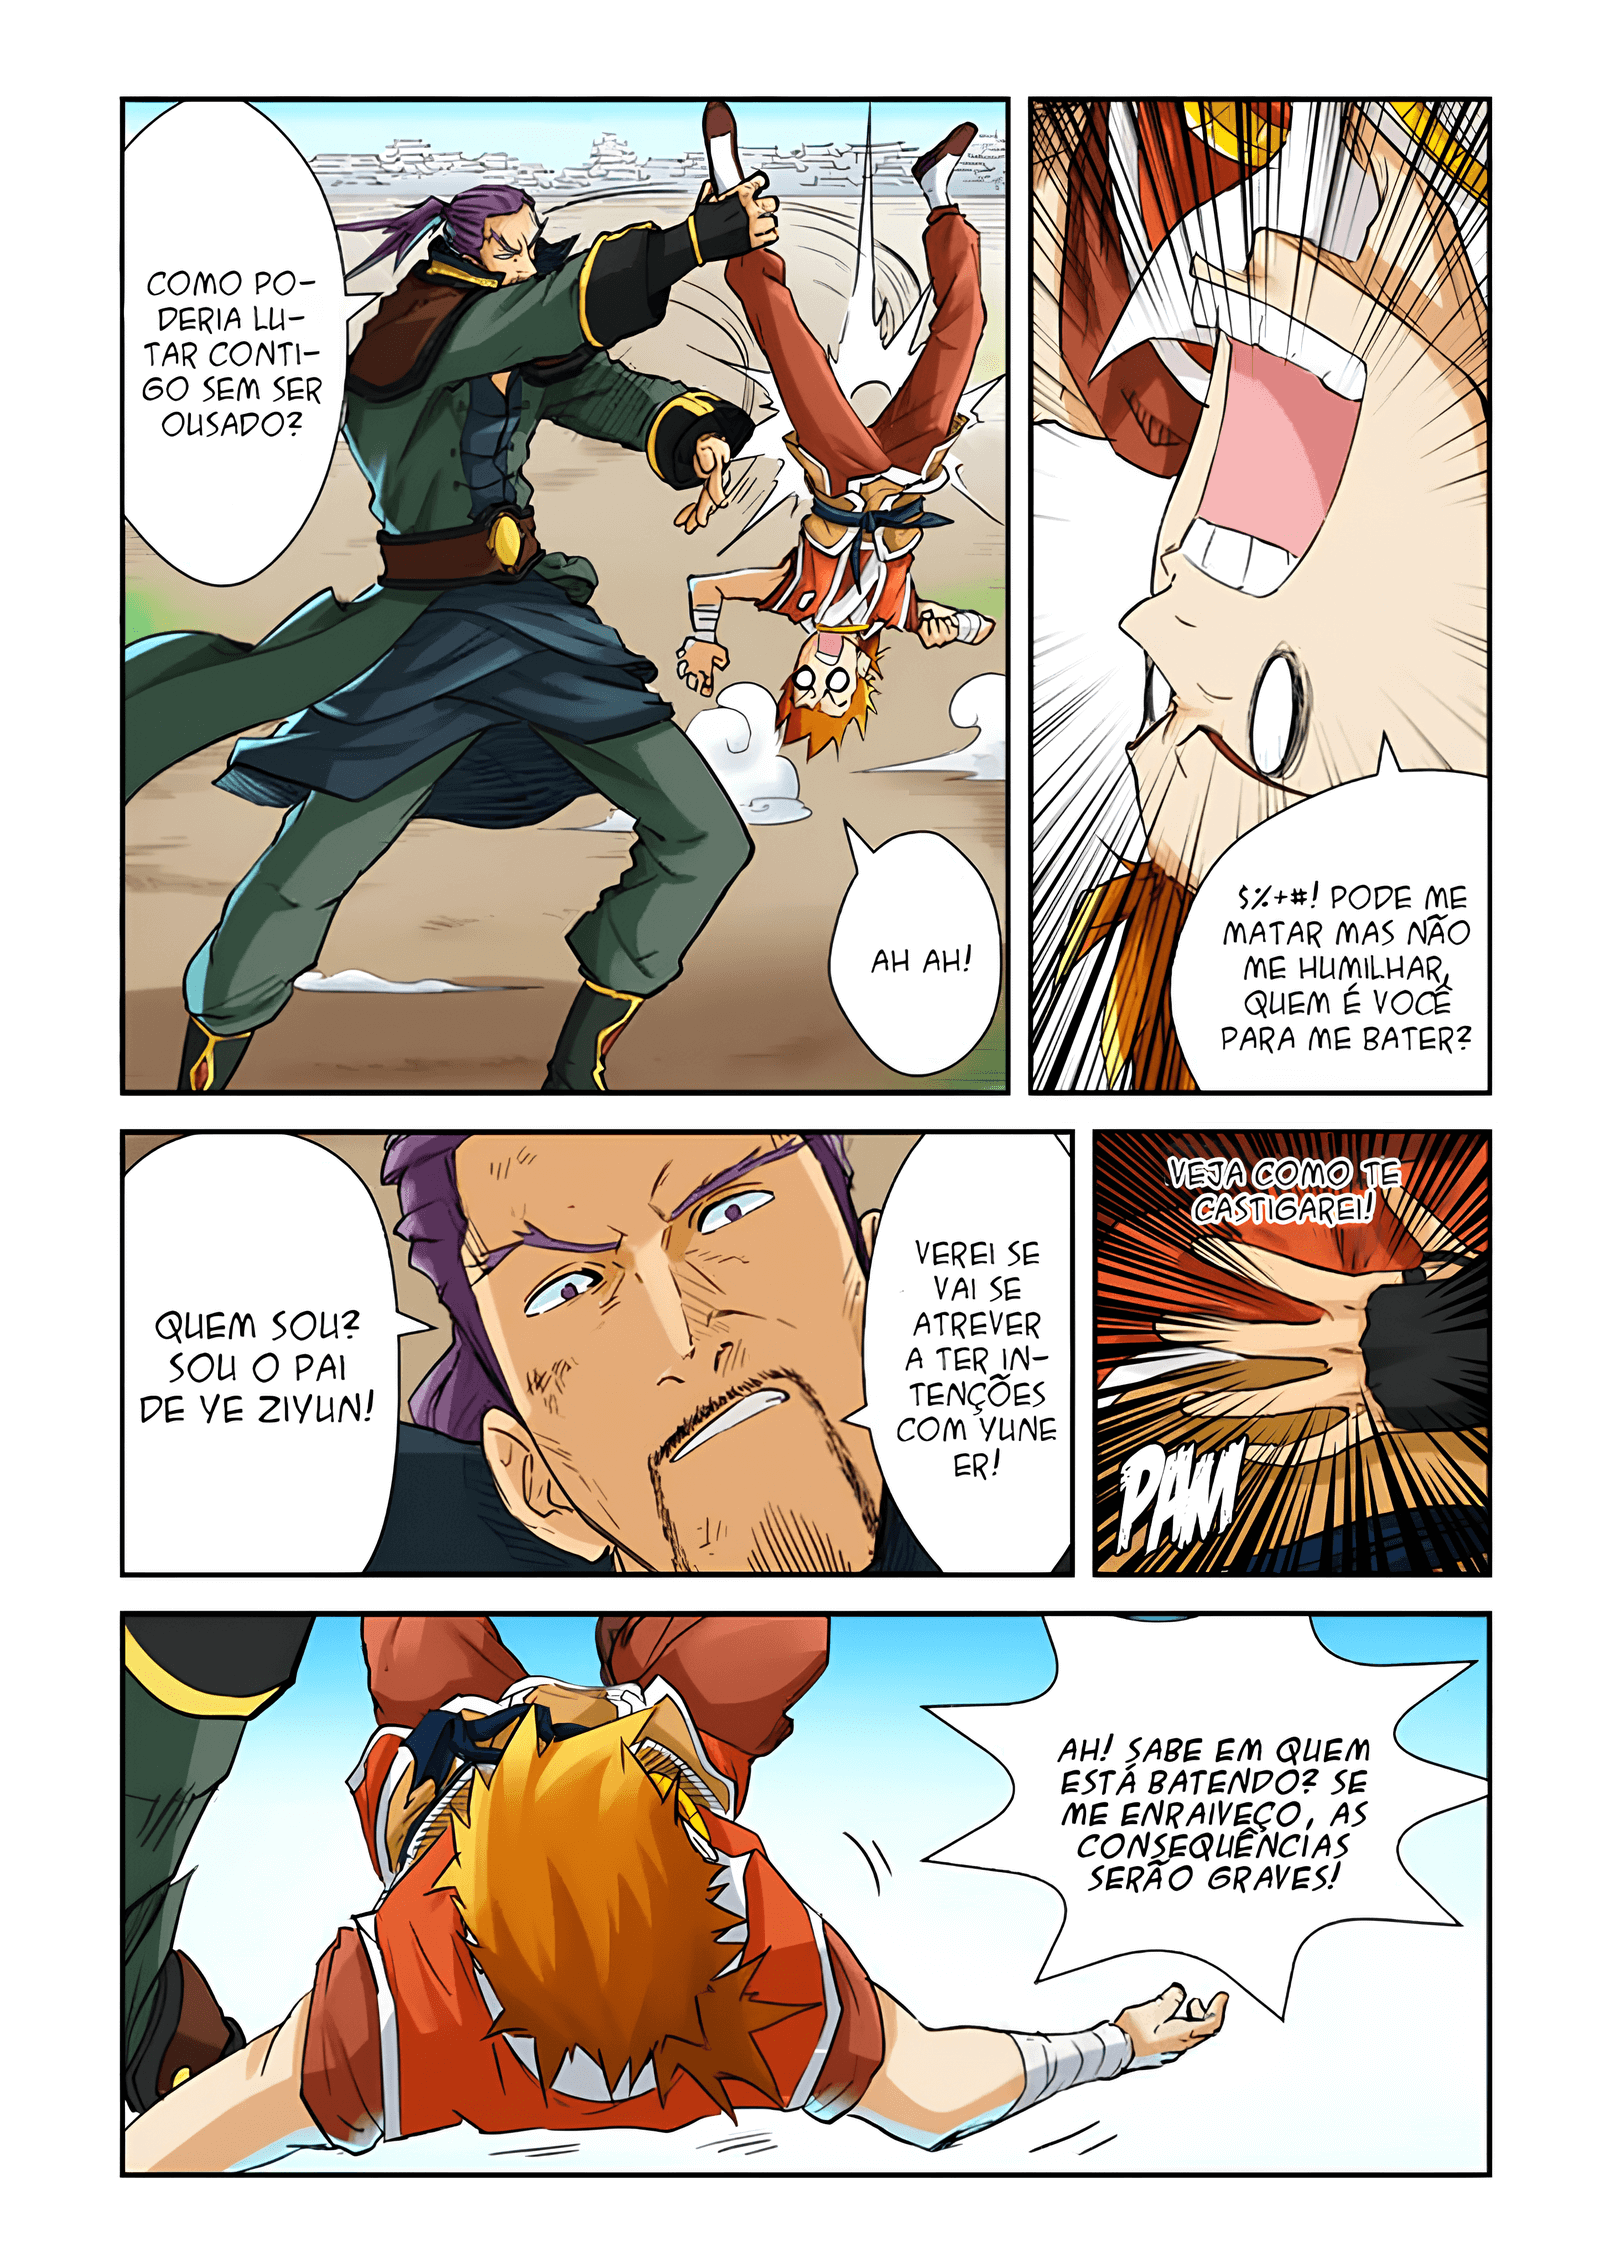 COMO PO-
DERIA LU-
TAR CONTI-
GO SEM SER
OUSADO?
AH AH!
$%+#! PODE ME
MATAR MAS NÃO
ME HUMILHAR,
QUEM É VOCÊ
PARA ME BATER?
QUEM SOU?
SOU O PAI
DE YE ZIYUN!
VEREI SE
VAI SE
ATREVER
A TER IN-
TENÇÕES
COM YUNE
ER!
VEJA COMO TE
CASTIGAREI!
PAM
AH! SABE EM QUEM
ESTÁ BATENDO? SE
ME ENRAIVEÇO, AS
CONSEQUÊNCIAS
SERÃO GRAVES!